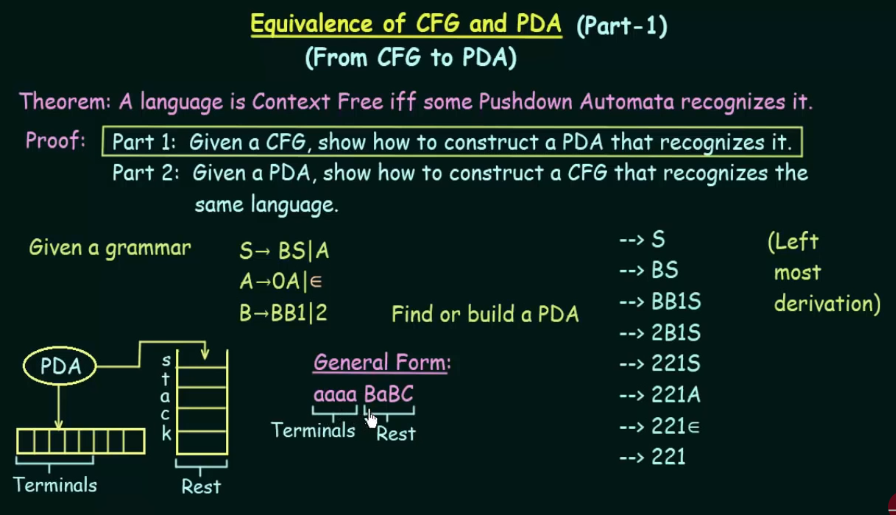 Equivalence of CFG and PDA (Part-1)
(From CFG to PDA)
Theorem: A language is Context Free iff some Pushdown Automata recognizes it.
Proof: Part 1: Given a CFG, show how to construct a PDA that recognizes it.
Part 2: Given a PDA, show how to construct a CFG that recognizes the
same language.
Given a grammar
S→ BS|A
A→0A|∈
B→BB1|2
Find or build a PDA
--> S
--> BS
--> BB1S
--> 2B1S
--> 221S
--> 221A
--> 221∈
--> 221
(Left
most
derivation)
PDA
stack
Terminals
Rest
General Form:
aaaa BaBC
Terminals Rest